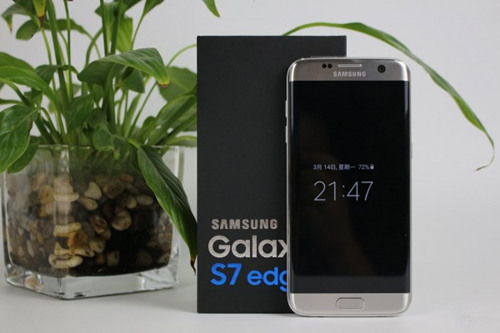 SAMSUNG
Galax
S7 edg
SAMSUNG
3月14日, 星期一 72%
21:47